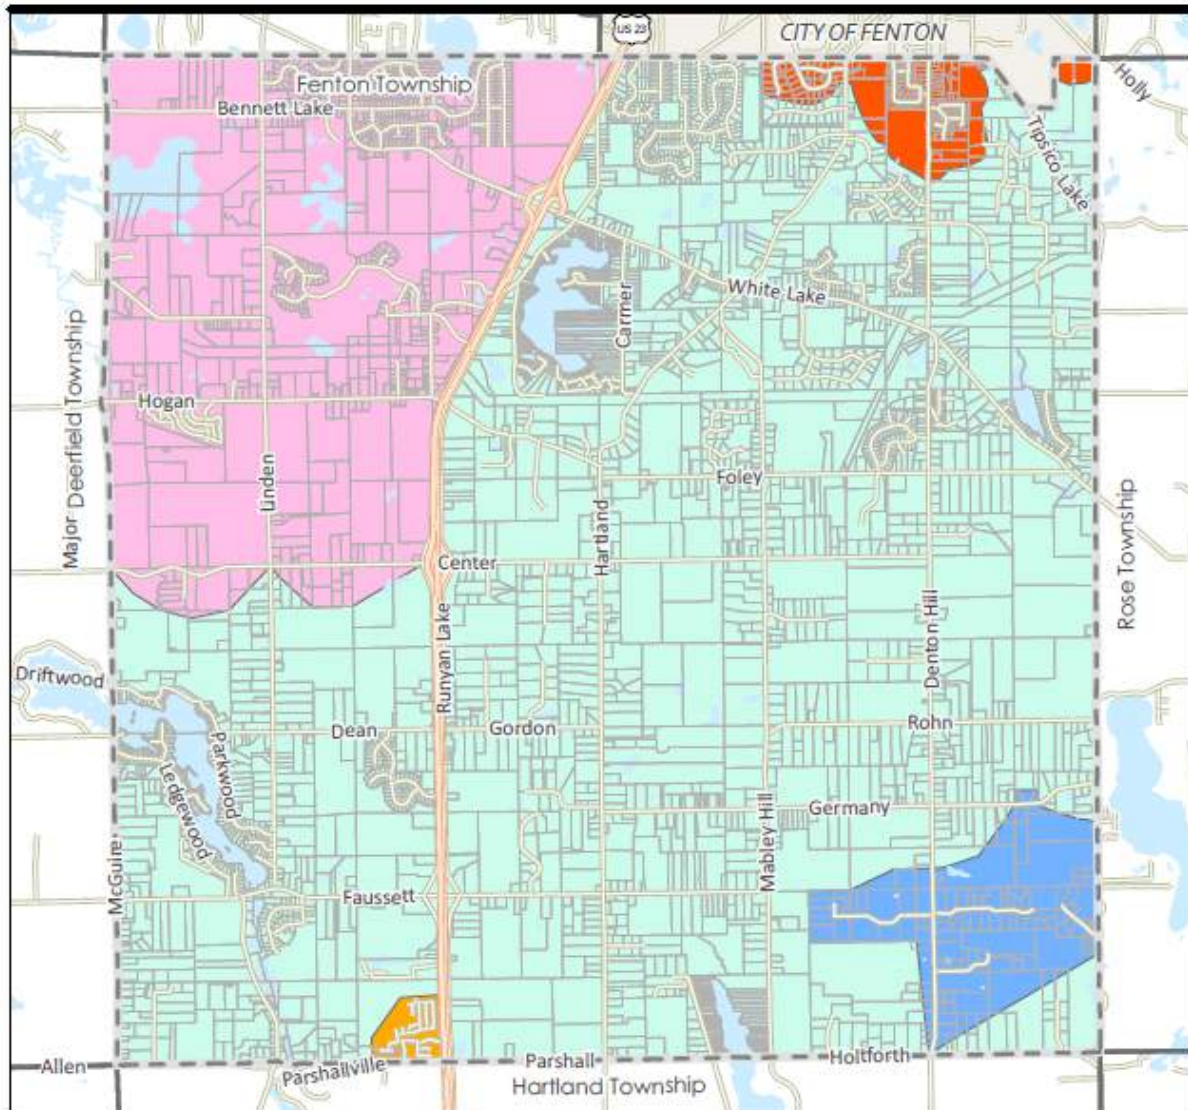 US 23
CITY OF FENTON
Fenton Township
Holly
Bennett Lake
Tipsico Lake
White Lake
Carmer
Major Deerfield Township
Hogan
Linden
Foley
Hartland
Rose Township
Center
Runyan Lake
Denton Hill
Driftwood
Parkwood
Dean
Gordon
Rohn
Ledgewood
Germany
Mabley Hill
McGuire
Faussett
Allen
Parshallville
Parshall
Holtforth
Hartland Township